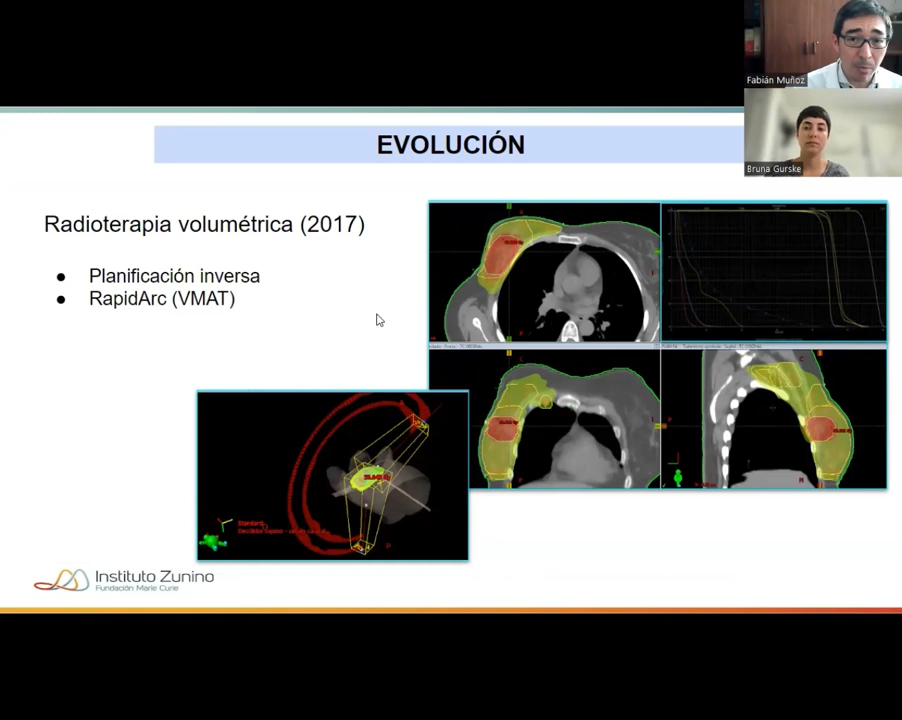 Fabián Muñoz
Bruna Gurske
EVOLUCIÓN
Radioterapia volumétrica (2017)
● Planificación inversa
● RapidArc (VMAT)
Instituto Zunino
Fundación Marie Curie